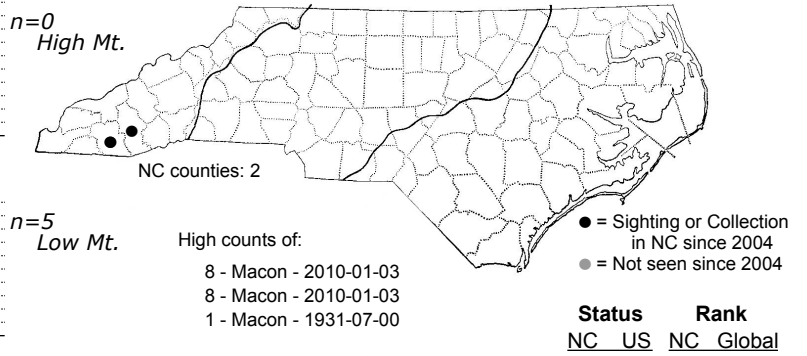 n=0
High Mt.
NC counties: 2
n=5
Low Mt.
High counts of:
8 - Macon - 2010-01-03
8 - Macon - 2010-01-03
1 - Macon - 1931-07-00
= Sighting or Collection
in NC since 2004
= Not seen since 2004
Status Rank
NC US NC Global